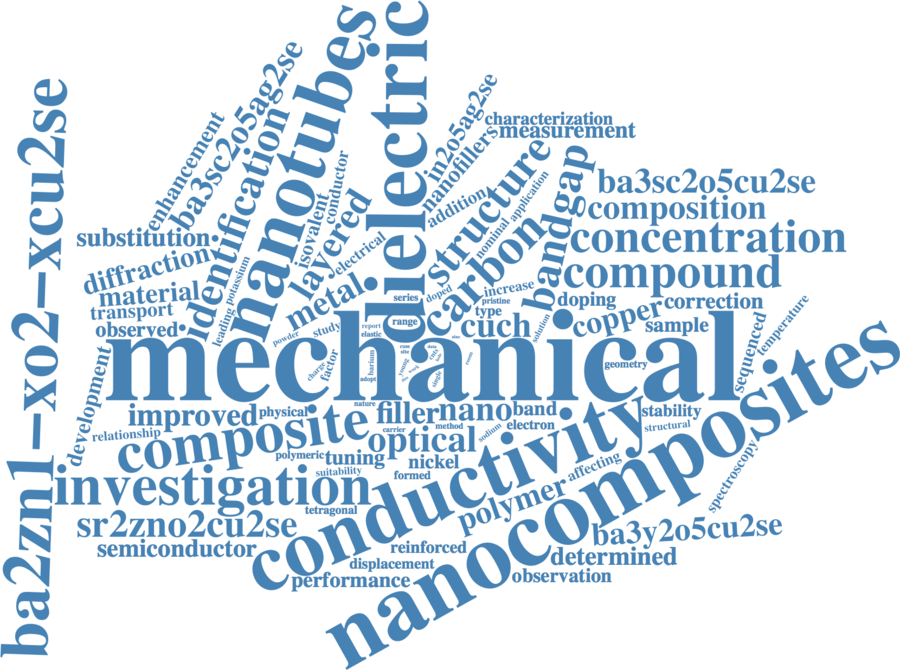 mechanical
nanocomposites
dielectric
conductivity
nanotubes
ba2zn1-xo2-xcu2se
carbon
structure
investigation
composite
compound
concentration
bandgap
identification
layered
metal
optical
filler
nano
cuch
copper
ba3sc2o5ag2se
ba3sc2o5cu2se
sr2zno2cu2se
ba3y2o5cu2se
in2o5ag2se
enhancement
substitution
diffraction
material
transport
observed
development
relationship
improved
physical
isovalent
conductor
electrical
potassium
leading
powder
study
charge
factor
report
elastic
barium
adopt
series
range
doped
increase
pristine
type
nominal
application
addition
nanofillers
characterization
measurement
composition
doping
correction
sample
solution
sequenced
temperature
geometry
single
young
nature
carrier
method
sodium
electron
band
stability
structural
polymeric
tuning
suitability
nickel
formed
tetragonal
semiconductor
reinforced
displacement
performance
polymer
affecting
spectroscopy
determined
observation